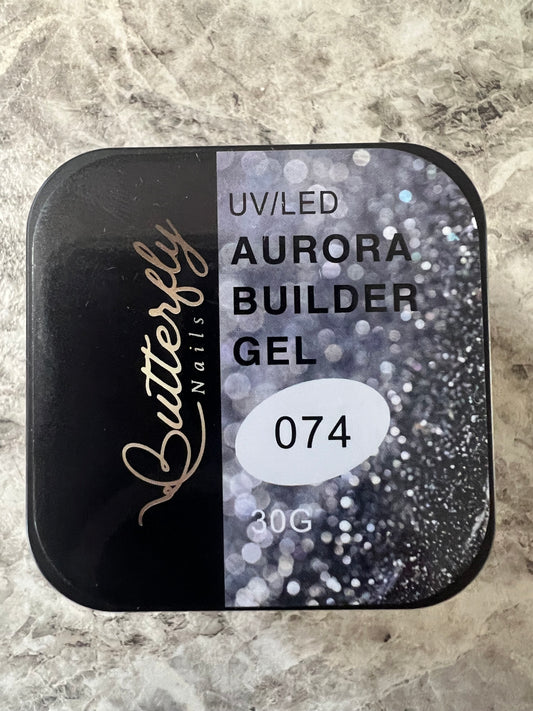 Butterfly
Nails
UV/LED
AURORA
BUILDER
GEL
074
30G